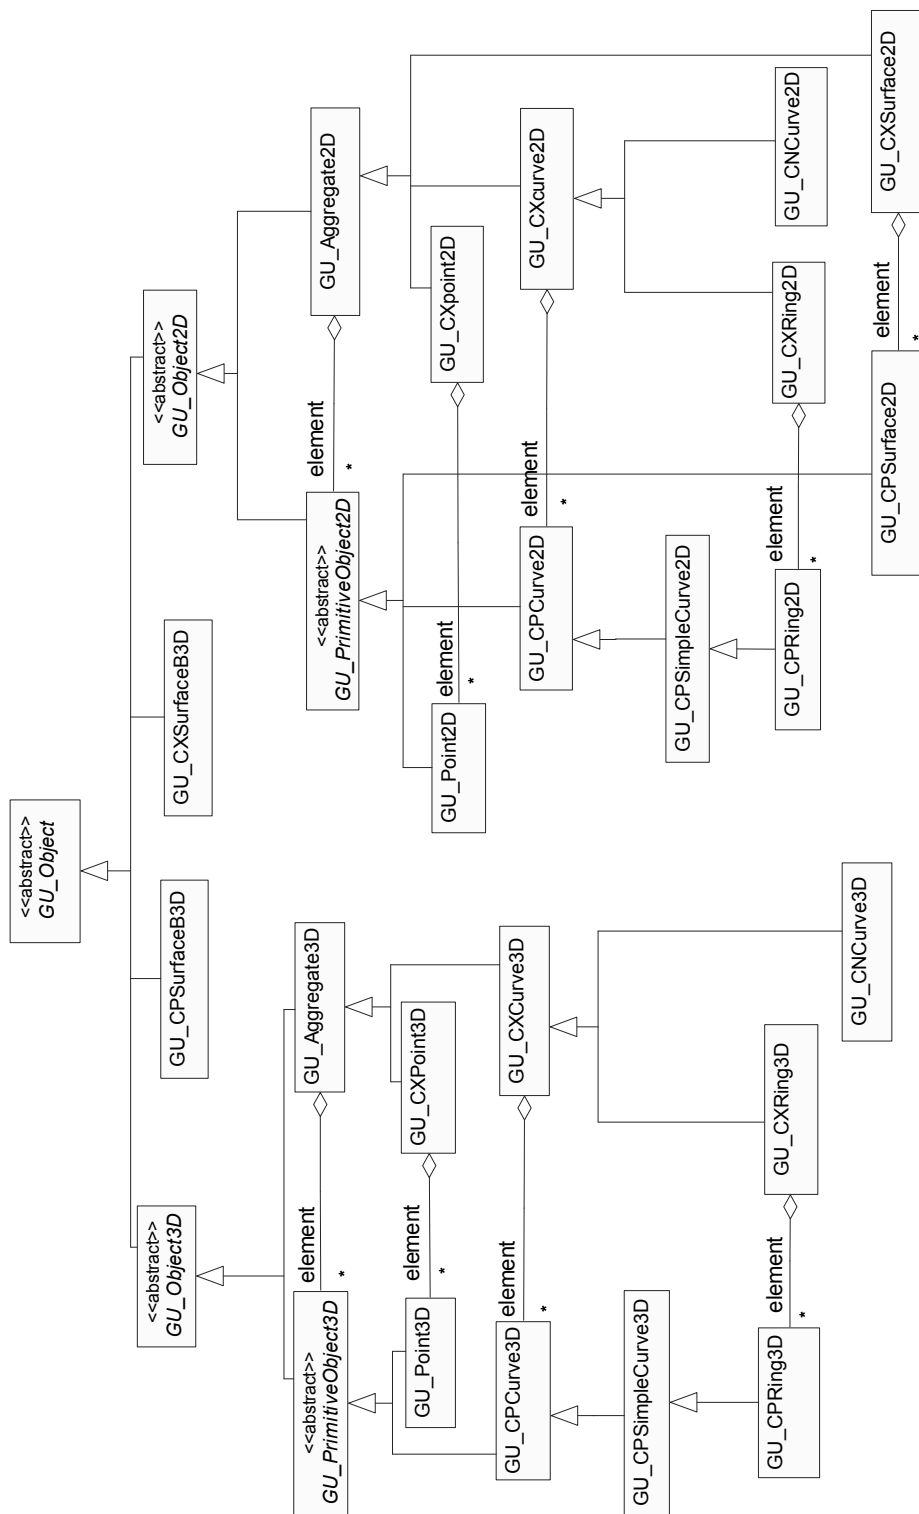 <<abstract>>
GU_Object
<<abstract>>
GU_Object3D
GU_CPSurfaceB3D
GU_CXSurfaceB3D
<<abstract>>
GU_Object2D
<<abstract>>
GU_PrimitiveObject3D
element
*
GU_Aggregate3D
<<abstract>>
GU_PrimitiveObject2D
element
*
GU_Aggregate2D
GU_Point3D
element
*
GU_CXPoint3D
GU_Point2D
element
*
GU_CXpoint2D
GU_CPCurve3D
element
*
GU_CXCurve3D
GU_CPCurve2D
element
*
GU_CXcurve2D
GU_CPSimpleCurve3D
GU_CPSimpleCurve2D
GU_CPRing3D
element
*
GU_CXRing3D
GU_CNCurve3D
GU_CPRing2D
element
*
GU_CXRing2D
GU_CNCurve2D
GU_CPSurface2D
element
*
GU_CXSurface2D